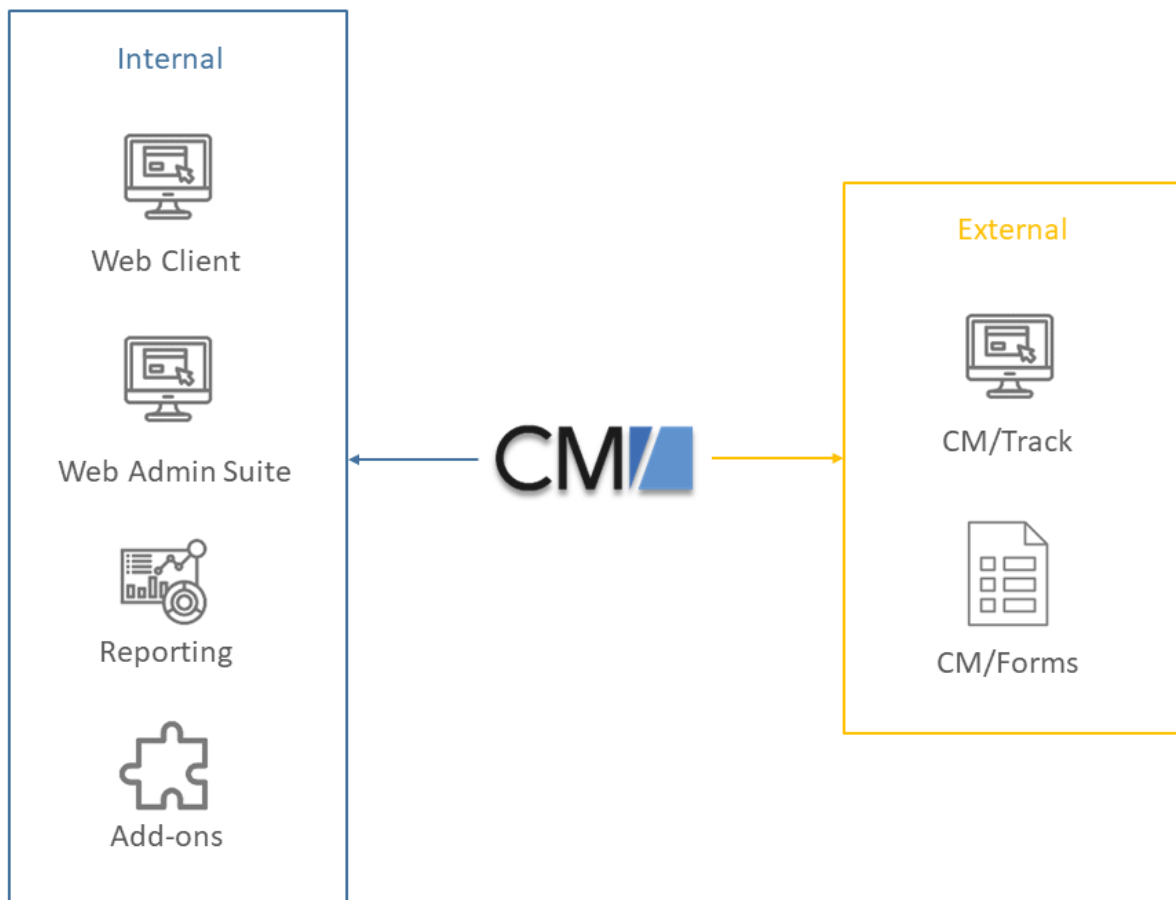 Internal
Web Client
Web Admin Suite
Reporting
Add-ons
CM/
External
CM/Track
CM/Forms